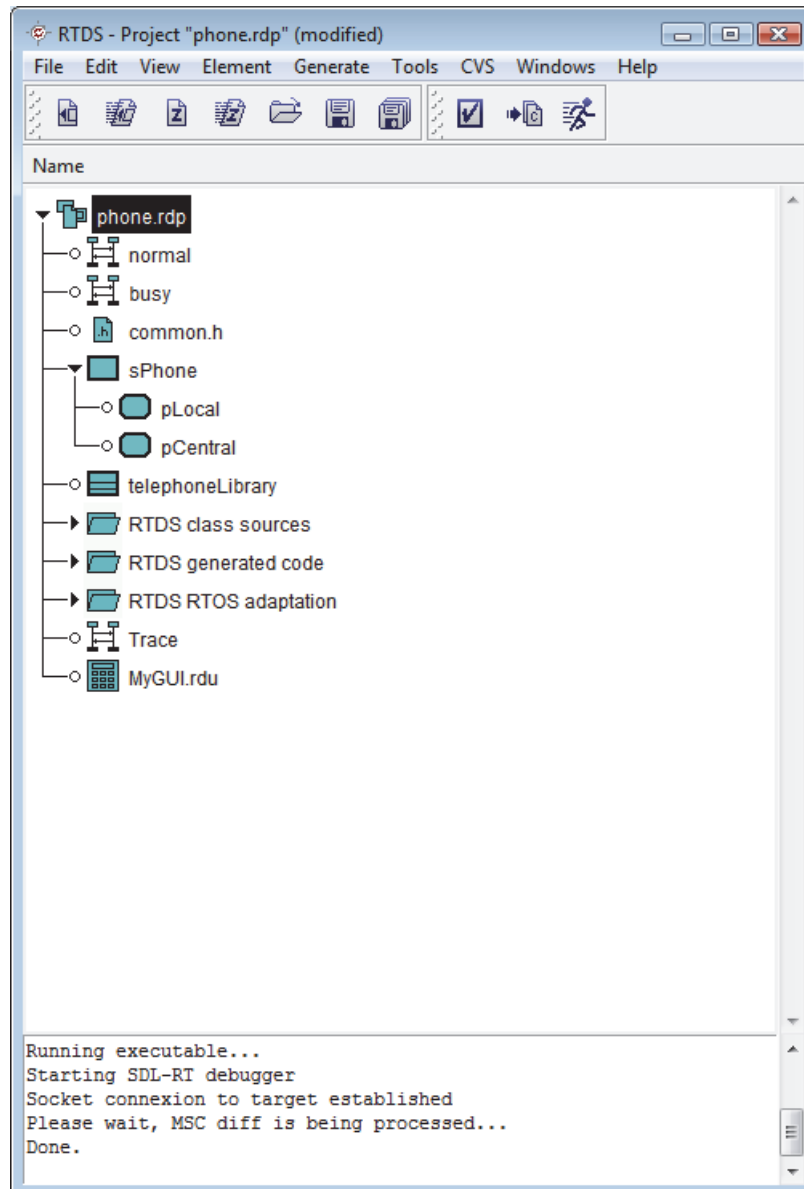 RTDS - Project "phone.rdp" (modified)
File Edit View Element Generate Tools CVS Windows Help
Name
phone.rdp
normal
busy
.h common.h
sPhone
pLocal
pCentral
telephoneLibrary
RTDS class sources
RTDS generated code
RTDS RTOS adaptation
Trace
MyGUI.rdu
Running executable...
Starting SDL-RT debugger
Socket connexion to target established
Please wait, MSC diff is being processed...
Done.